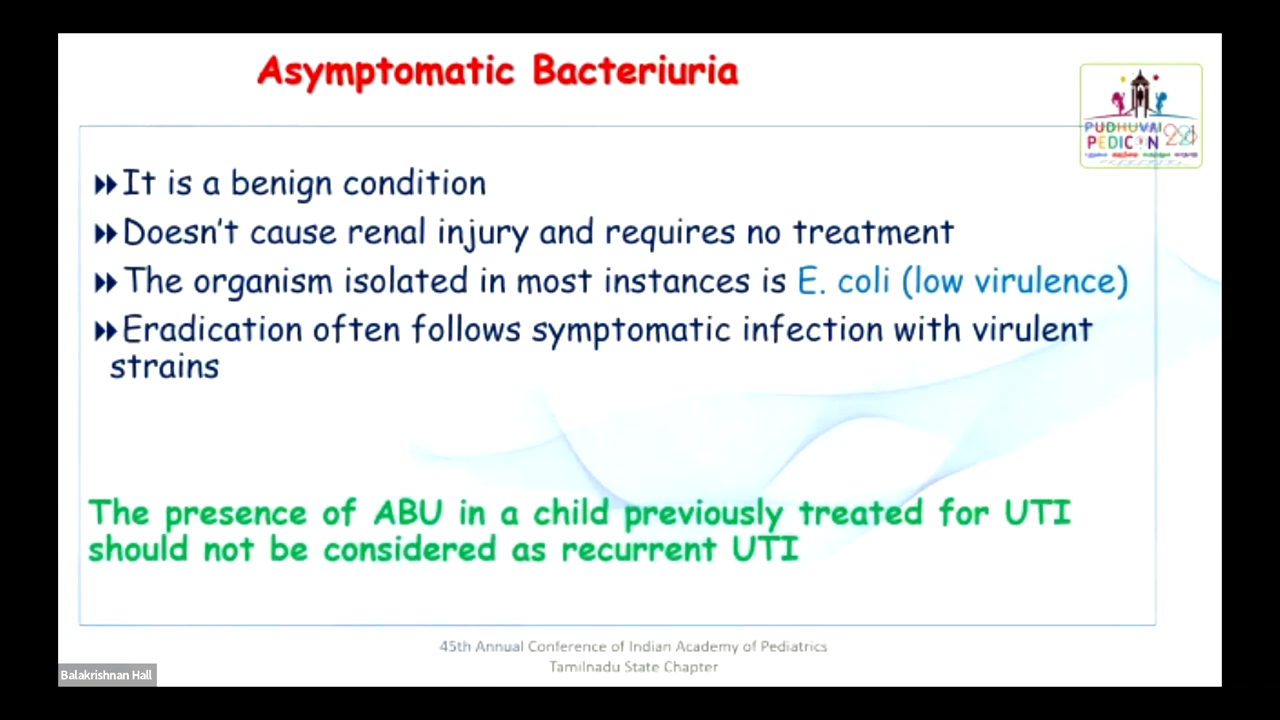 Asymptomatic Bacteriuria
PUDHUVAI
PEDICON 2021
It is a benign condition
Doesn't cause renal injury and requires no treatment
The organism isolated in most instances is E. coli (low virulence)
Eradication often follows symptomatic infection with virulent
strains
The presence of ABU in a child previously treated for UTI
should not be considered as recurrent UTI
45th Annual Conference of Indian Academy of Pediatrics
Tamilnadu State Chapter
Balakrishnan Hall